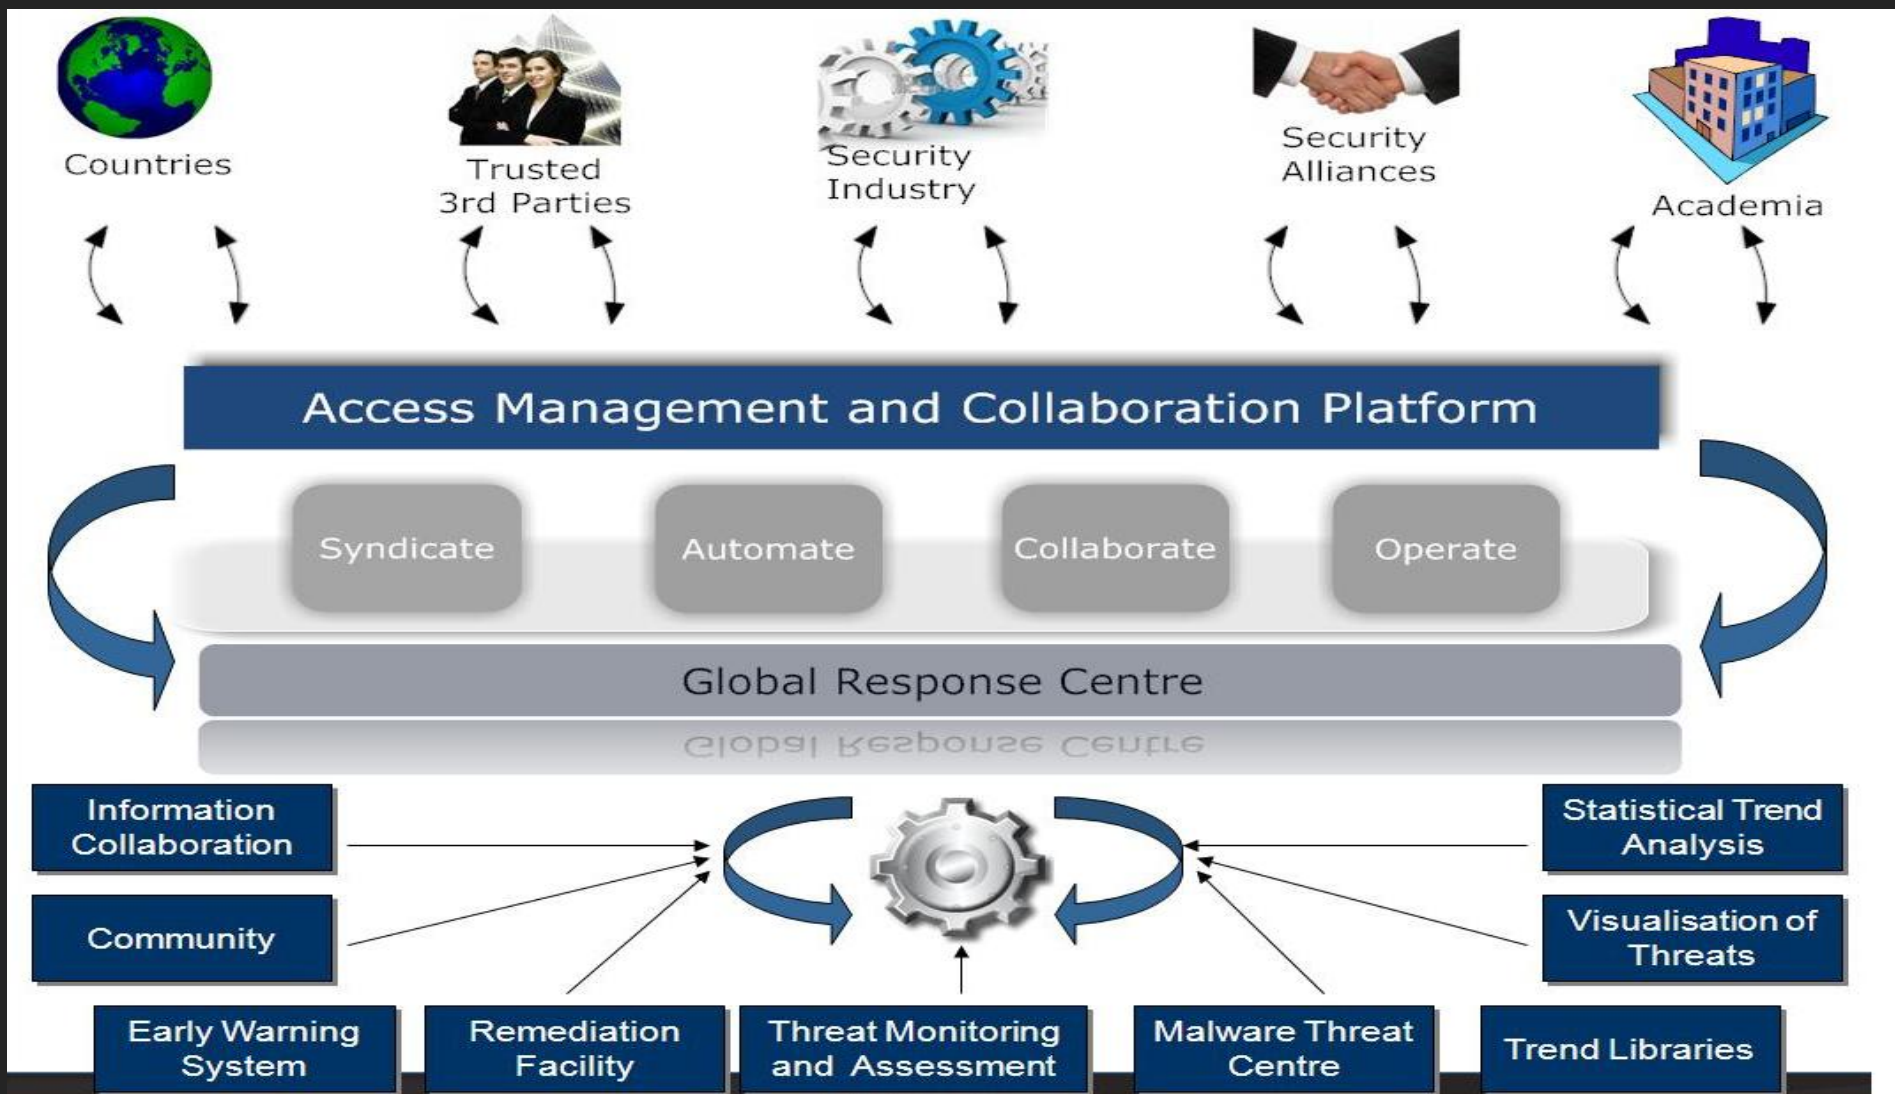 Countries
Trusted
3rd Parties
Security
Industry
Security
Alliances
Academia
Access Management and Collaboration Platform
Syndicate
Automate
Collaborate
Operate
Global Response Centre
Global Response Centre
Information
Collaboration
Community
Early Warning
System
Remediation
Facility
Threat Monitoring
and Assessment
Malware Threat
Centre
Trend Libraries
Statistical Trend
Analysis
Visualisation of
Threats